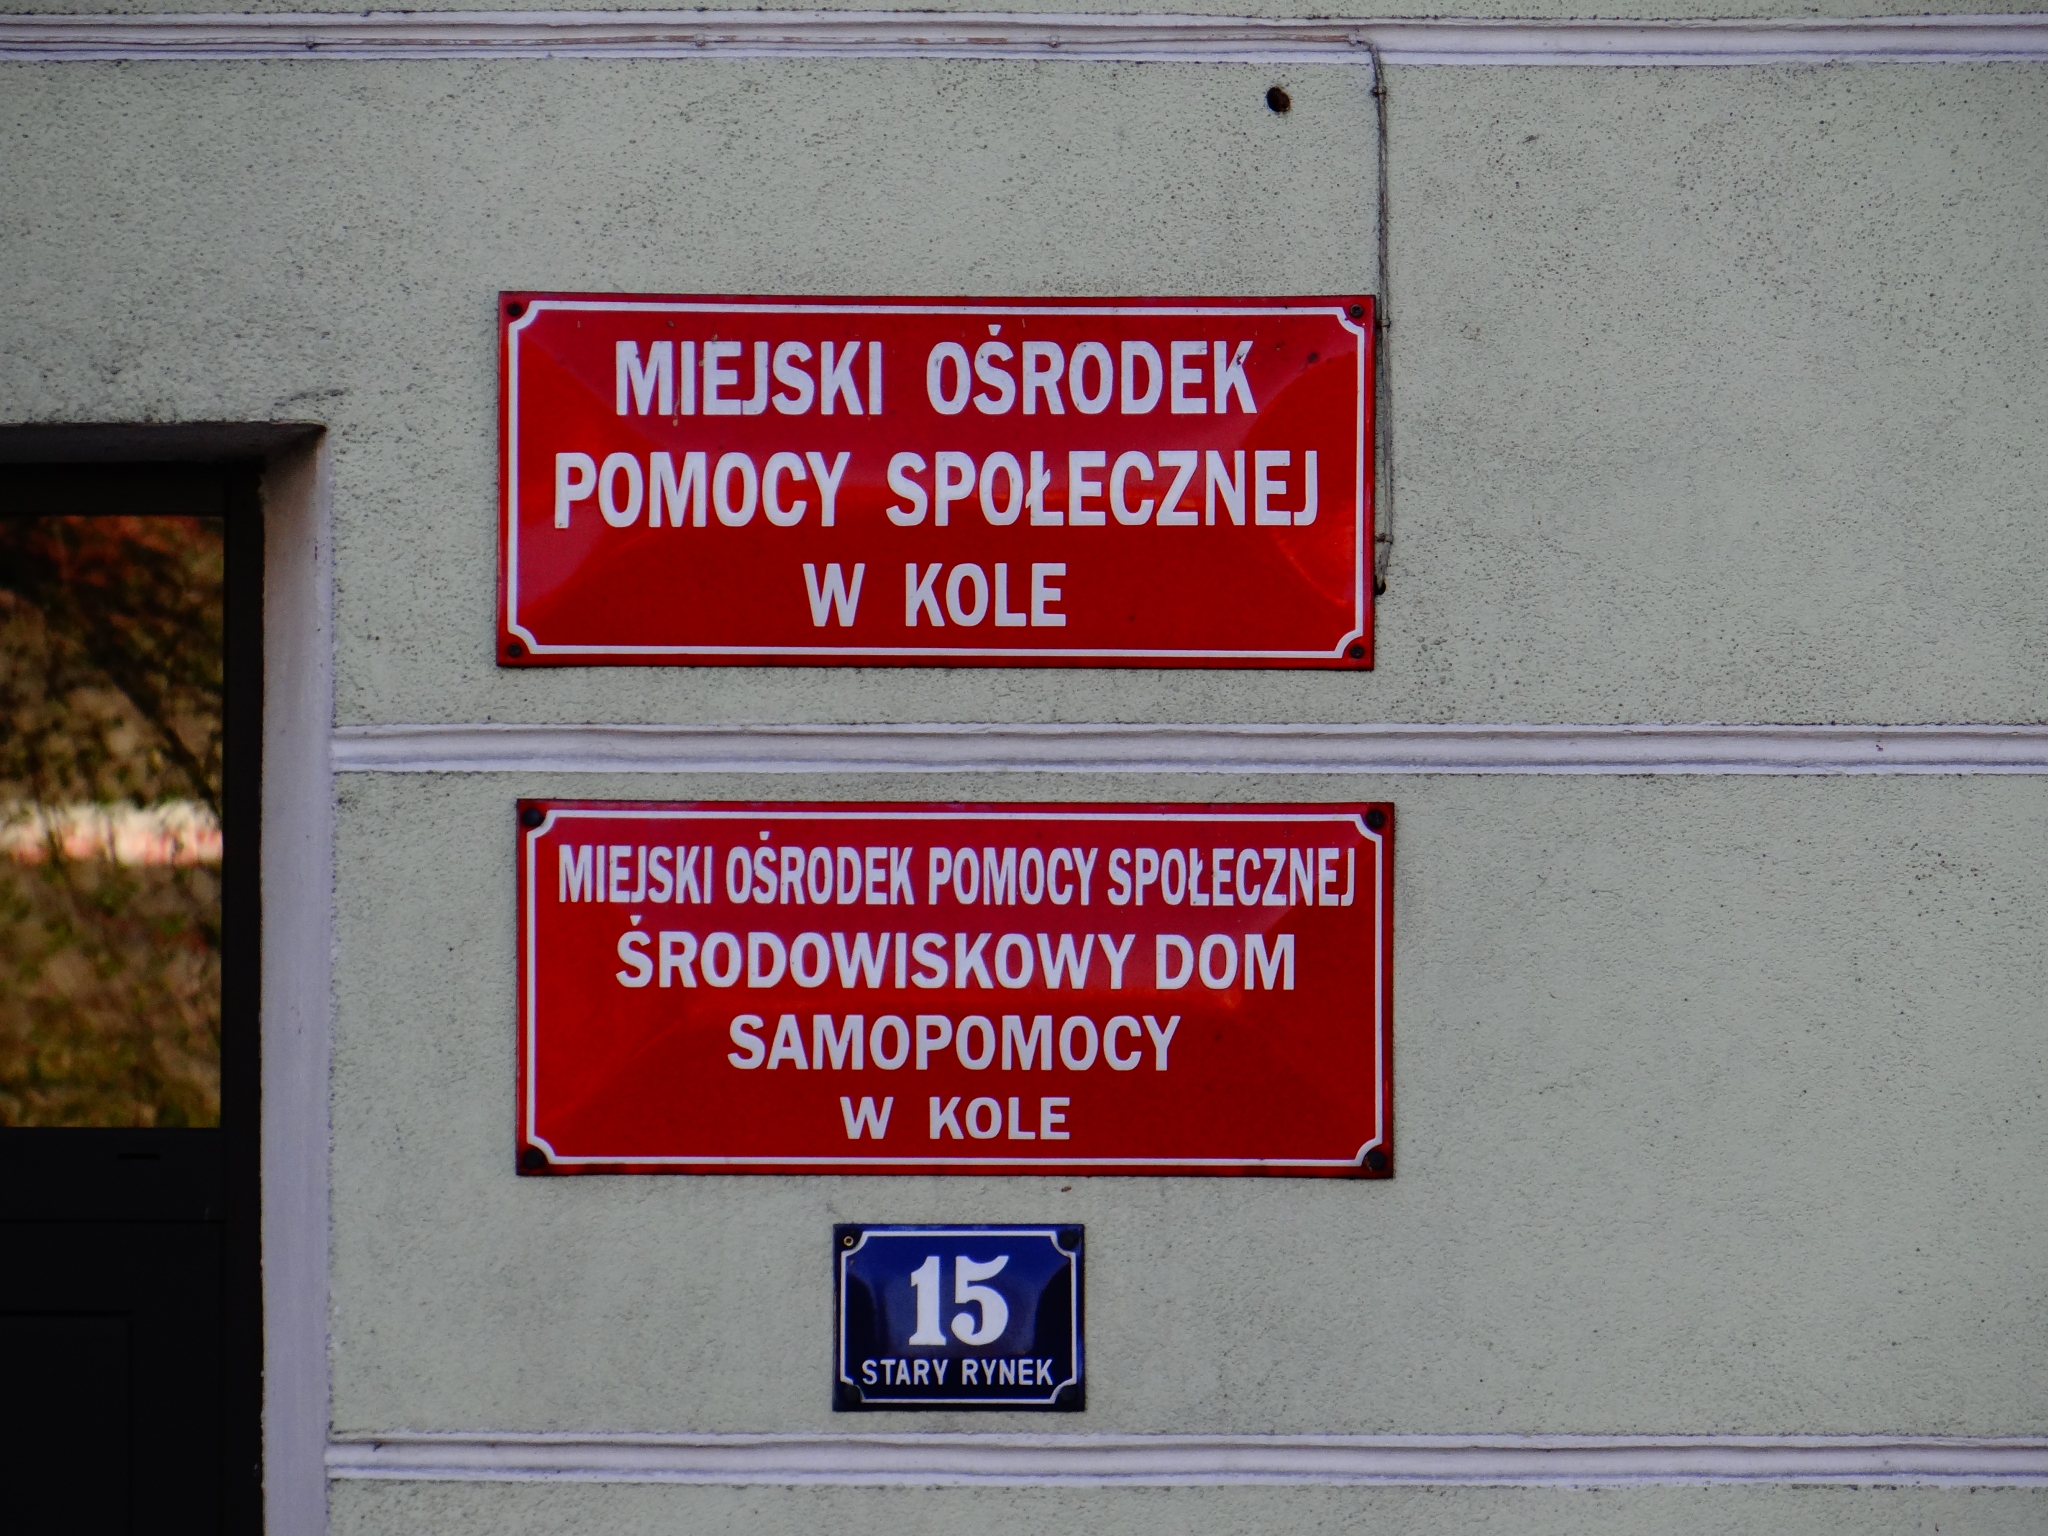 MIEJSKI OŚRODEK
POMOCY SPOŁECZNEJ
W KOLE
MIEJSKI OŚRODEK POMOCY SPOŁECZNEJ
ŚRODOWISKOWY DOM
SAMOPOMOCY
W KOLE
15
STARY RYNEK